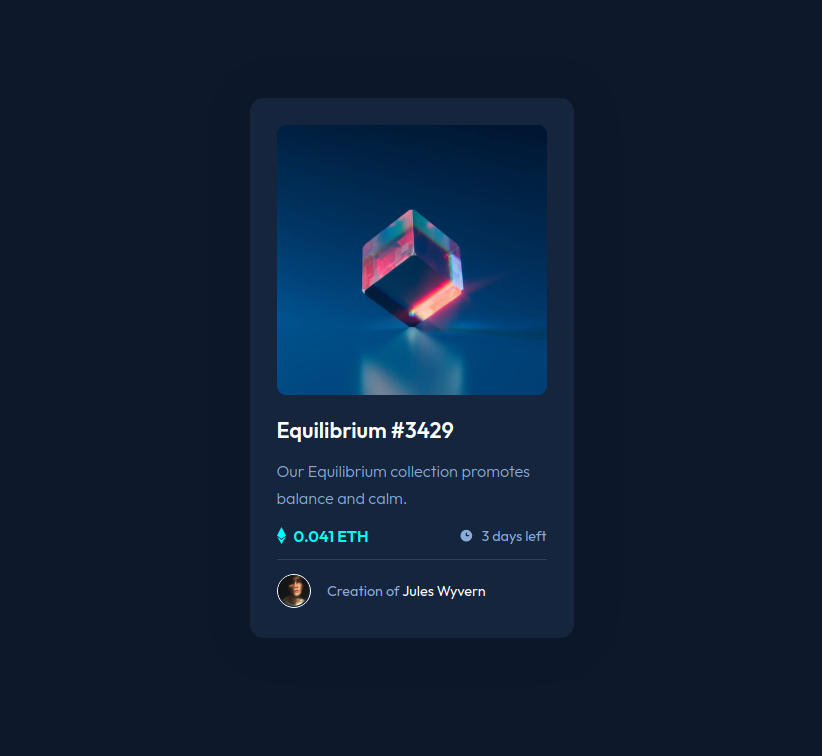 Equilibrium #3429
Our Equilibrium collection promotes
balance and calm.
0.041 ETH
3 days left
Creation of Jules Wyvern